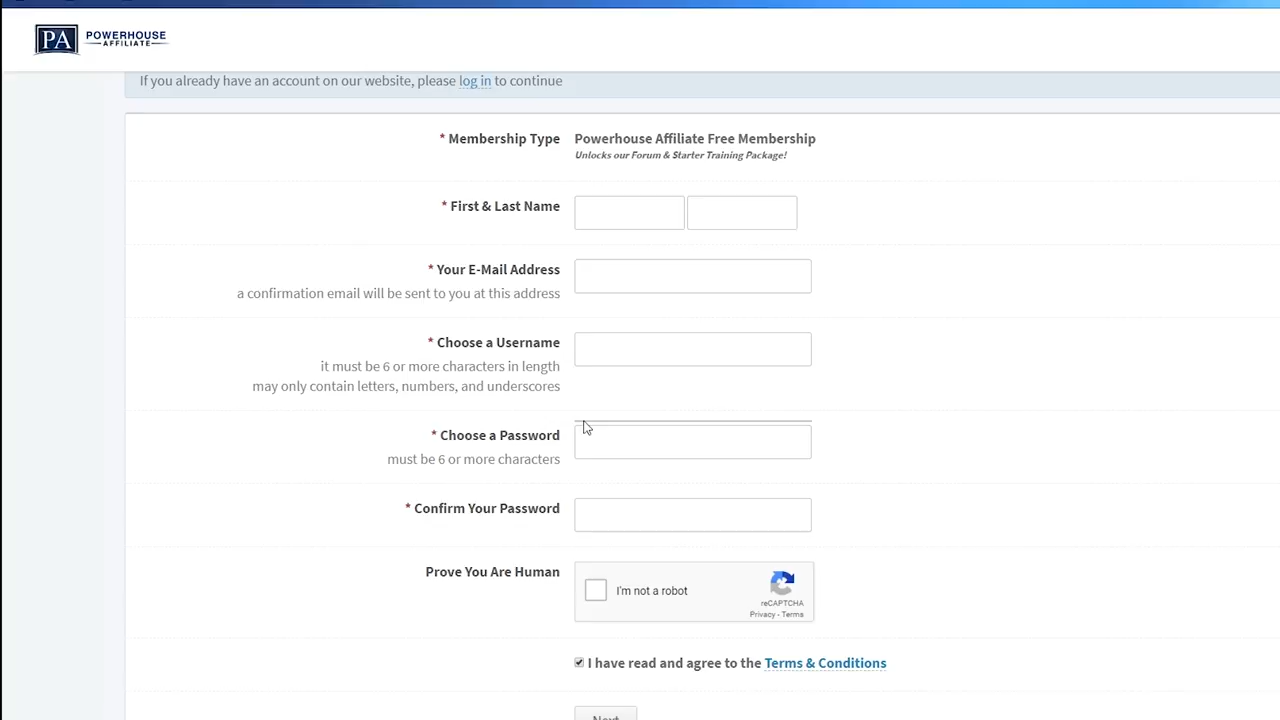 PA POWERHOUSE
AFFILIATE
If you already have an account on our website, please log in to continue
* Membership Type
Powerhouse Affiliate Free Membership
Unlocks our Forum & Starter Training Package!
* First & Last Name
* Your E-Mail Address
a confirmation email will be sent to you at this address
* Choose a Username
it must be 6 or more characters in length
may only contain letters, numbers, and underscores
* Choose a Password
must be 6 or more characters
* Confirm Your Password
Prove You Are Human
I'm not a robot
reCAPTCHA
Privacy - Terms
I have read and agree to the Terms & Conditions
Next